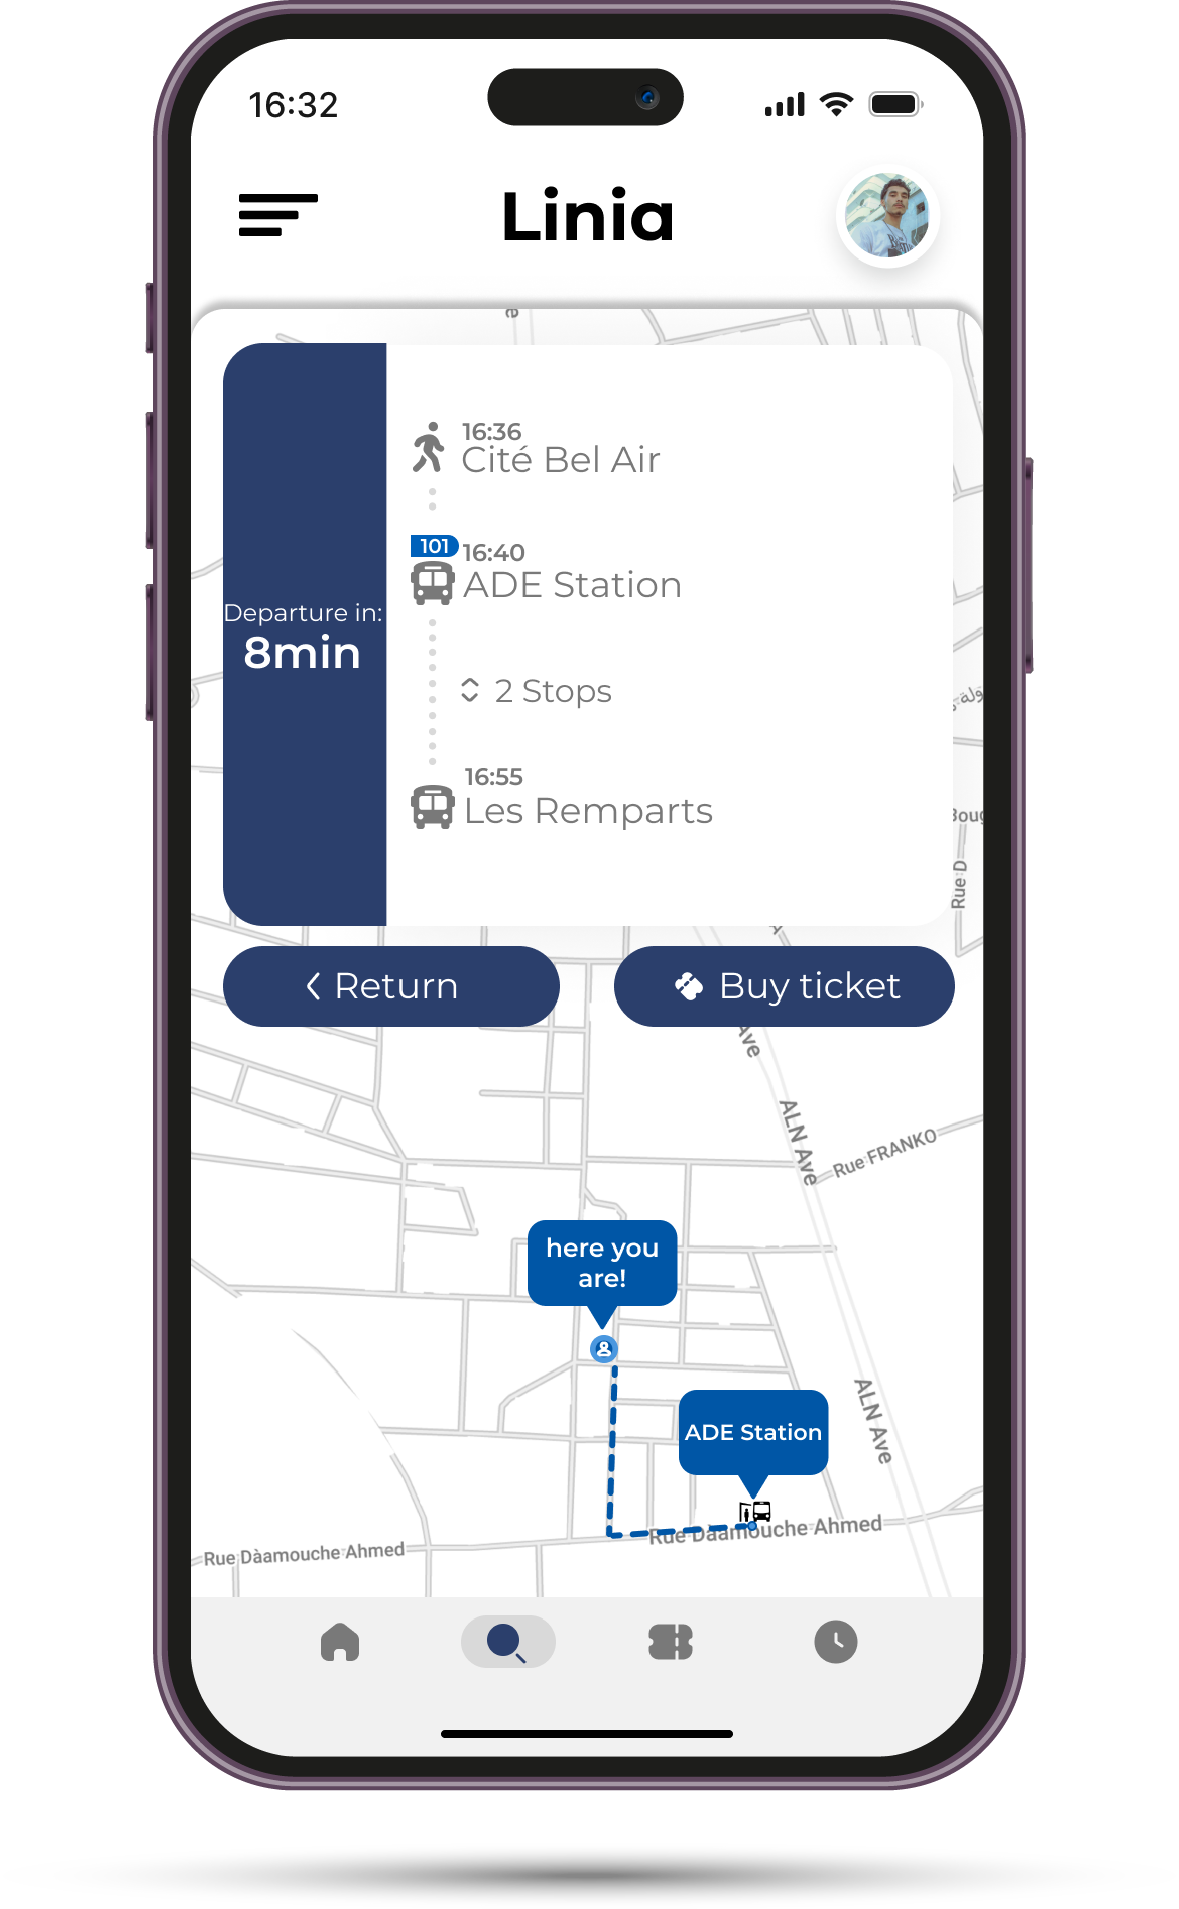 16:32
Linia
e
16:36
Cité Bel Air
101
16:40
ADE Station
Departure in:
8min
2 Stops
16:55
Les Remparts
Rue D
Return
Buy ticket
Ave
ALN Ave
Rue FRANKO
here you
are!
ALN Ave
ADE Station
Rue Dàamouche Ahmed
Rue Dàamouche Ahmed